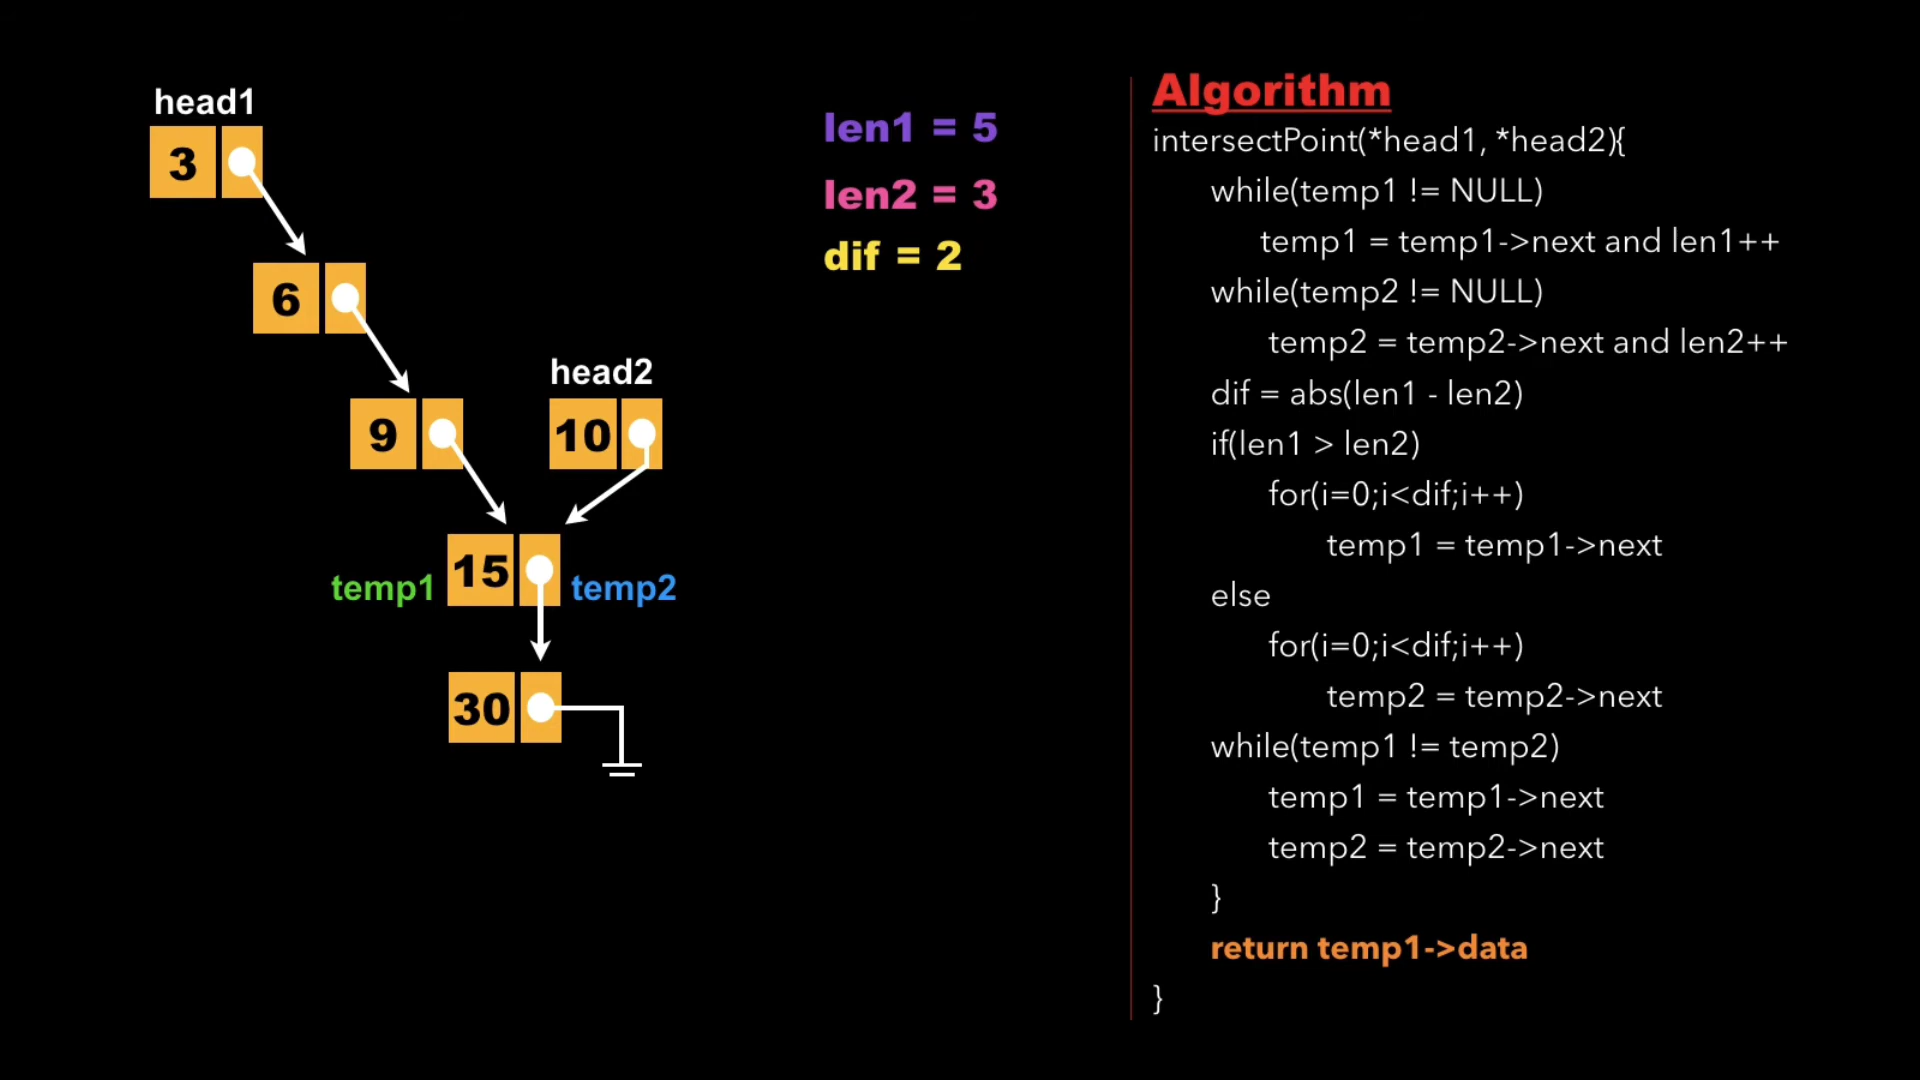 head1
3
6
head2
9
10
temp1
15
temp2
30
len1 = 5
len2 = 3
dif = 2
Algorithm
intersectPoint(*head1, *head2){
while(temp1 != NULL)
temp1 = temp1->next and len1++
while(temp2 != NULL)
temp2 = temp2->next and len2++
dif = abs(len1 - len2)
if(len1 > len2)
for(i=0;i<dif;i++)
temp1 = temp1->next
else
for(i=0;i<dif;i++)
temp2 = temp2->next
while(temp1 != temp2)
temp1 = temp1->next
temp2 = temp2->next
}
return temp1->data
}